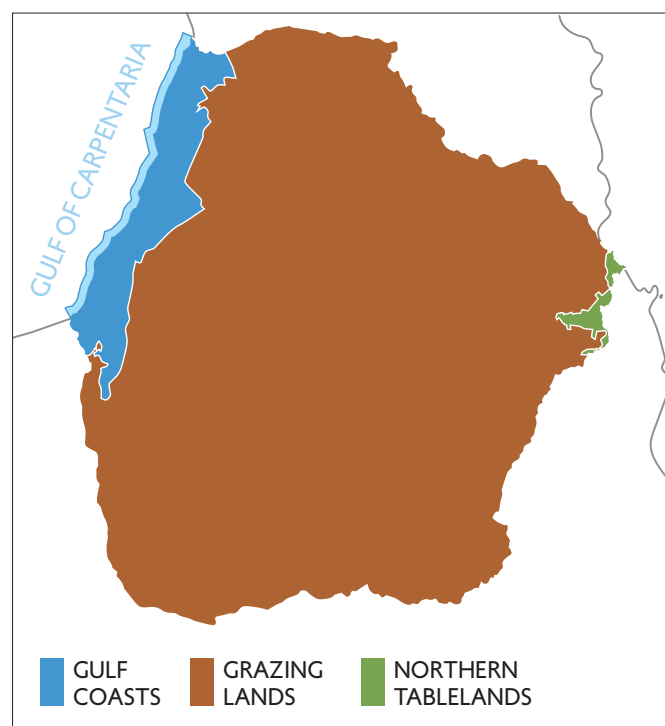 GULF OF CARPENTARIA
GULF
COASTS
GRAZING
LANDS
NORTHERN
TABLELANDS